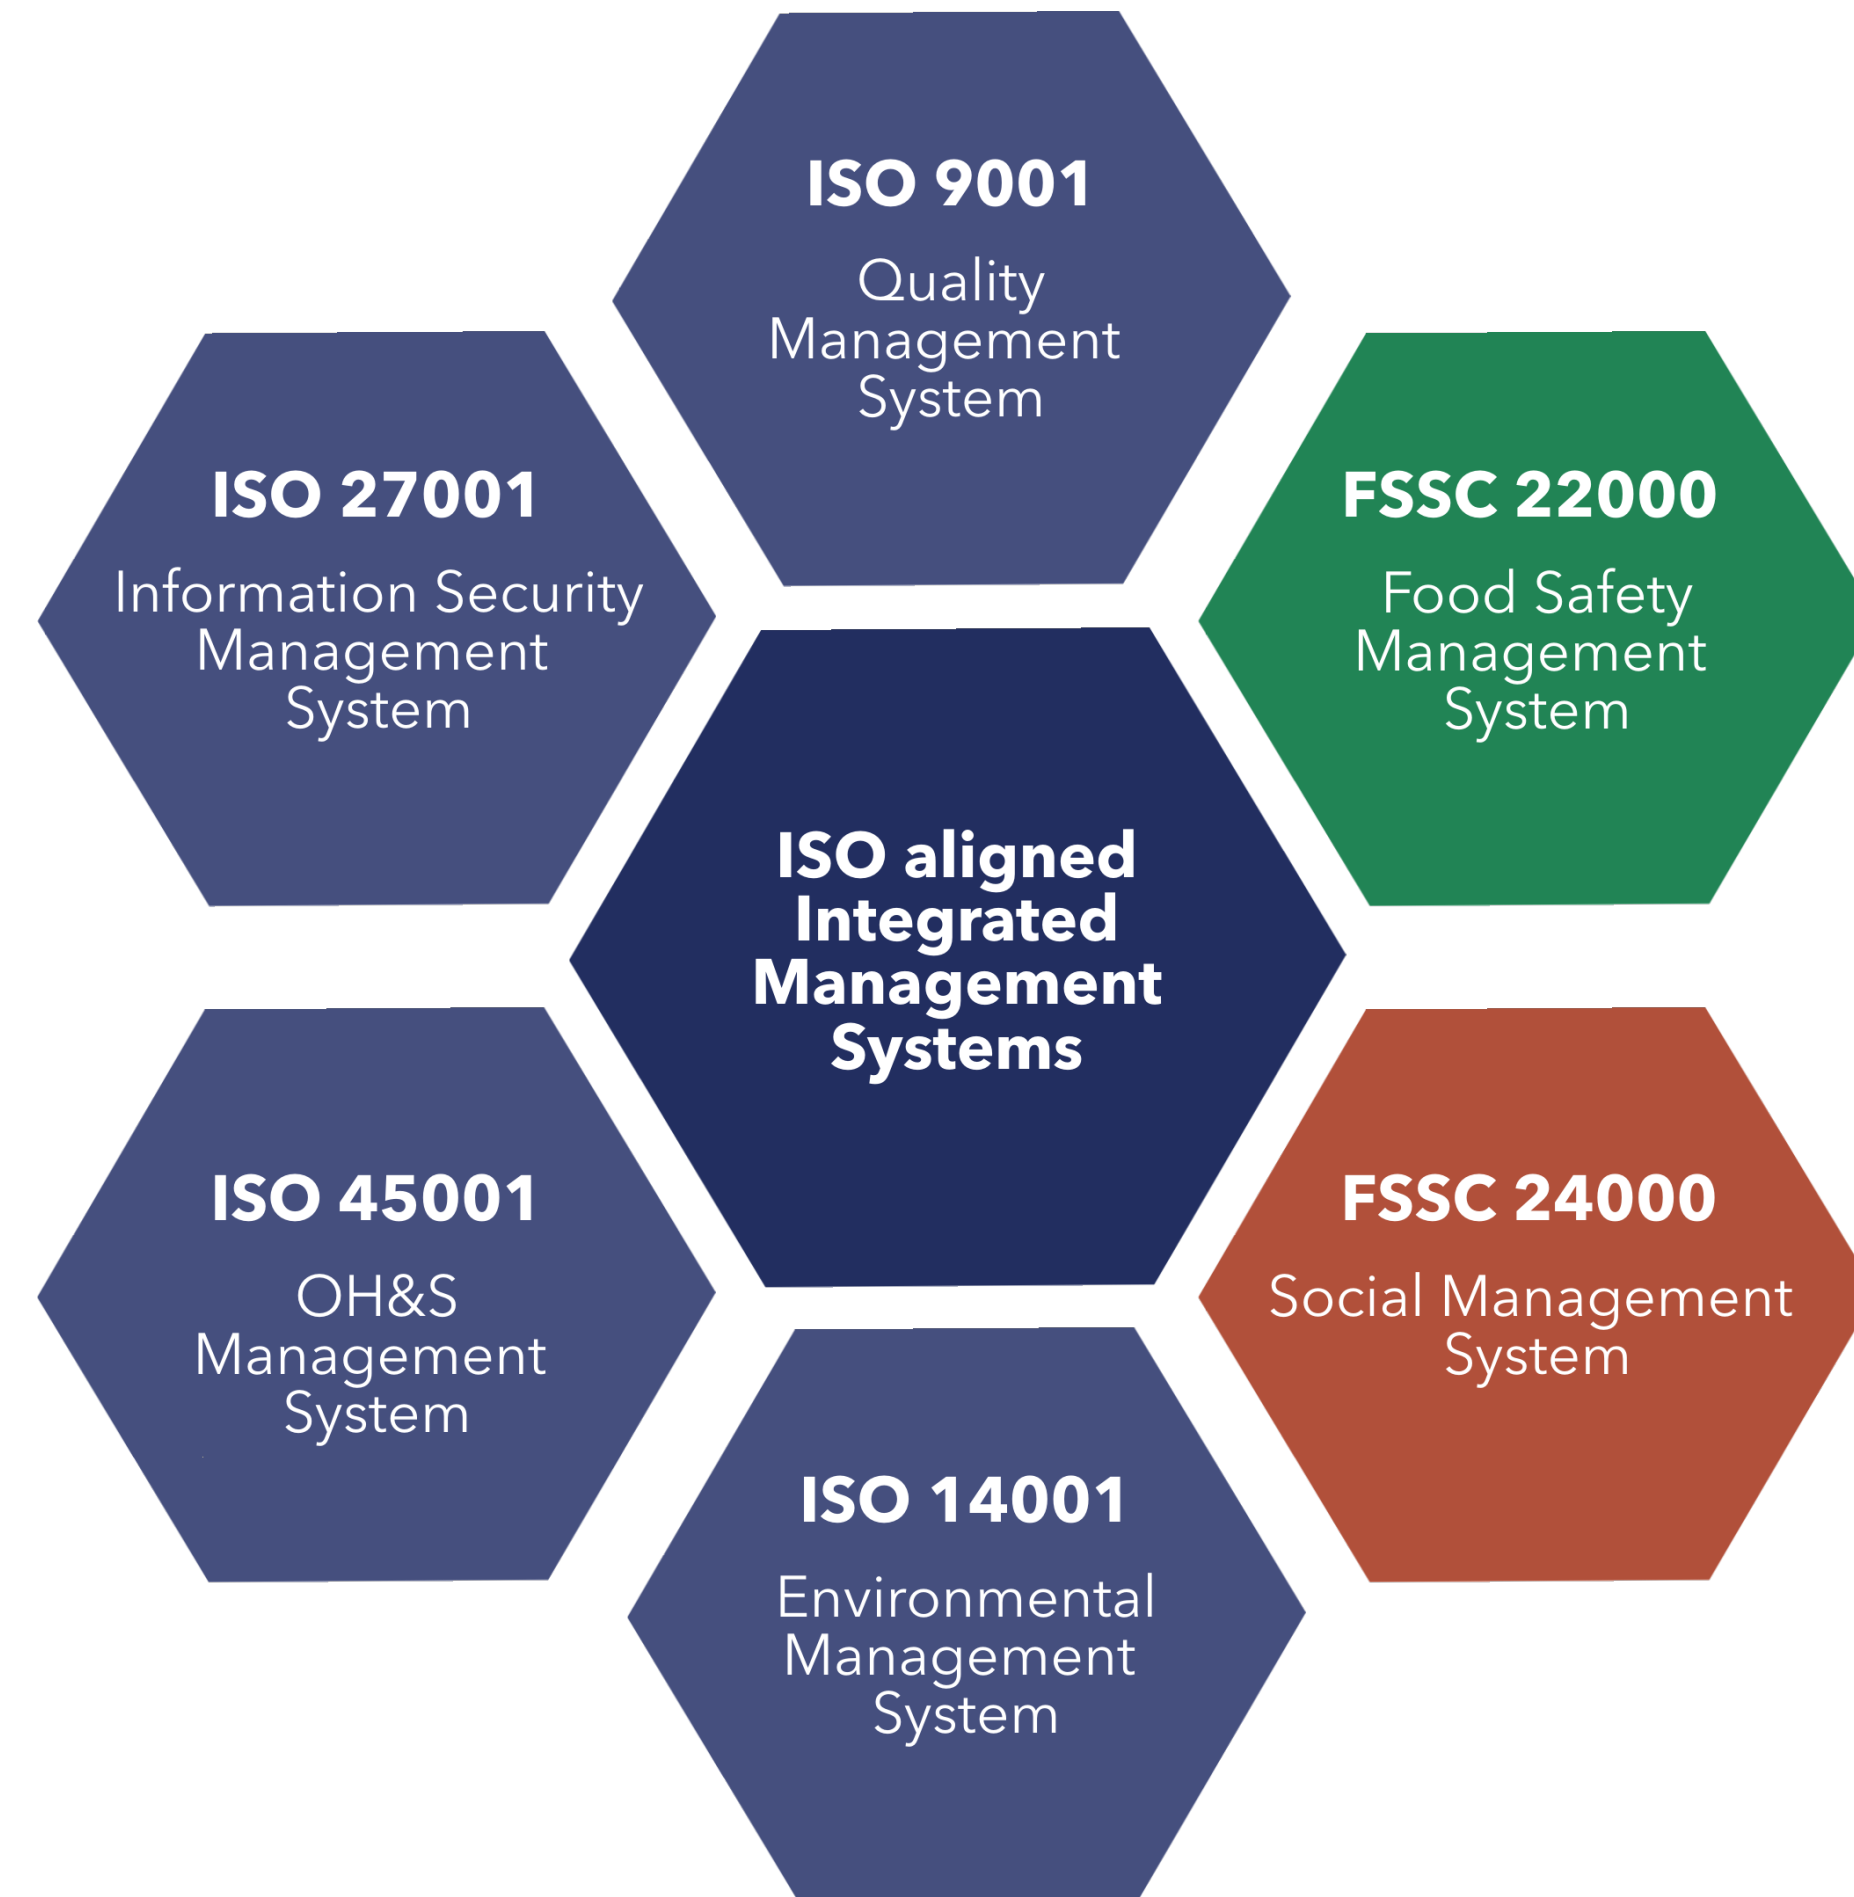 ISO 9001
Quality
Management
System
ISO 27001
Information Security
Management
System
FSSC 22000
Food Safety
Management
System
ISO aligned
Integrated
Management
Systems
ISO 45001
OH&S
Management
System
FSSC 24000
Social Management
System
ISO 14001
Environmental
Management
System